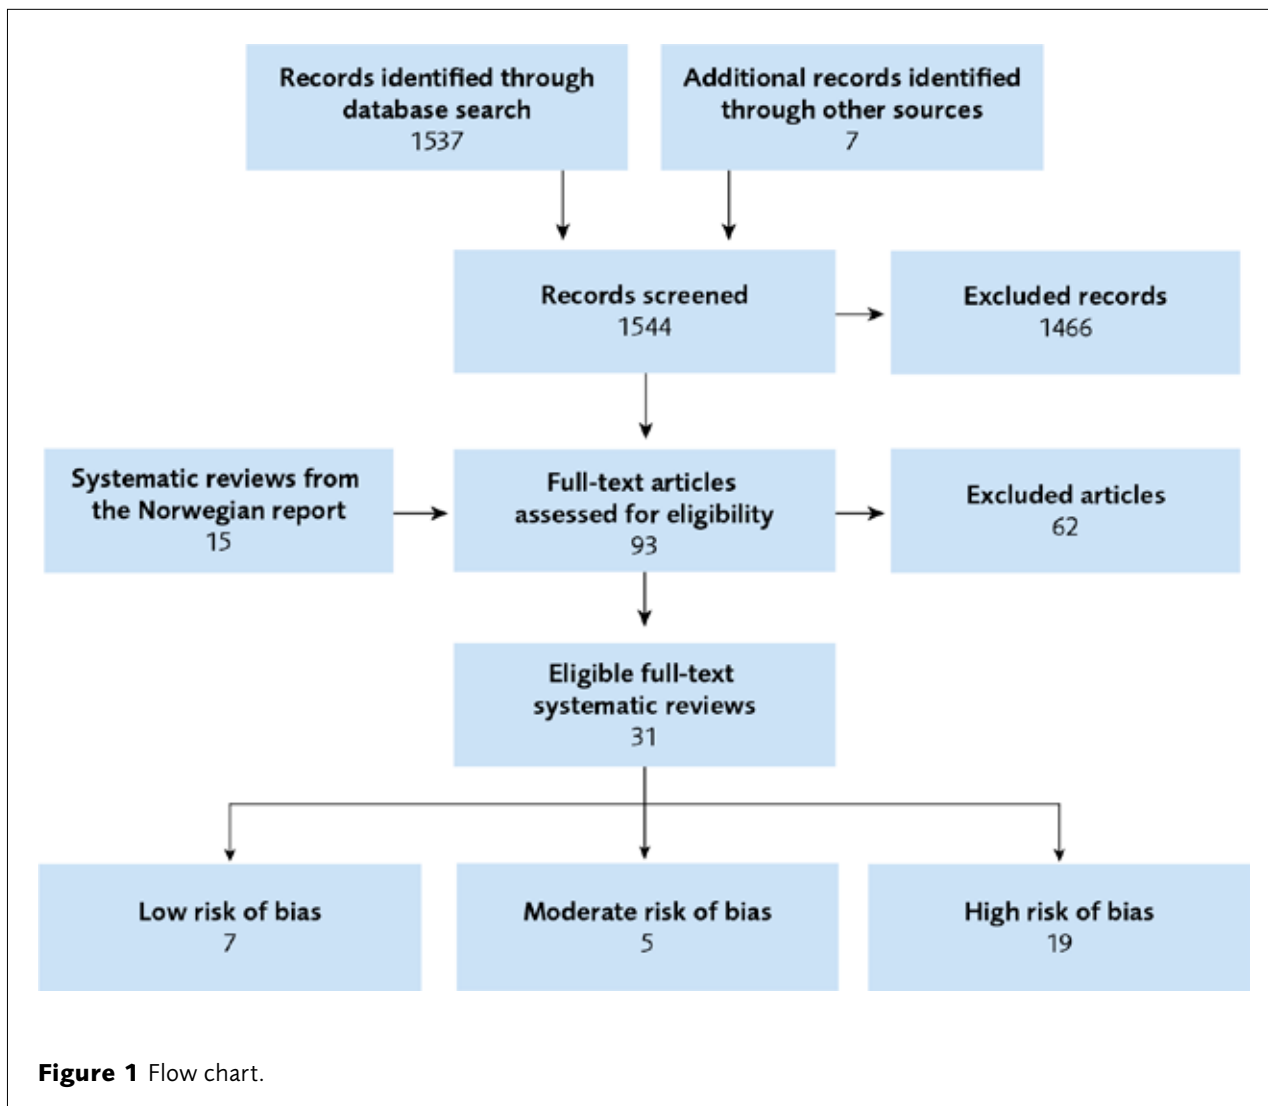 Records identified through
database search
1537
Additional records identified
through other sources
7
Records screened
1544
Excluded records
1466
Systematic reviews from
the Norwegian report
15
Full-text articles
assessed for eligibility
93
Excluded articles
62
Eligible full-text
systematic reviews
31
Low risk of bias
7
Moderate risk of bias
5
High risk of bias
19
Figure 1 Flow chart.